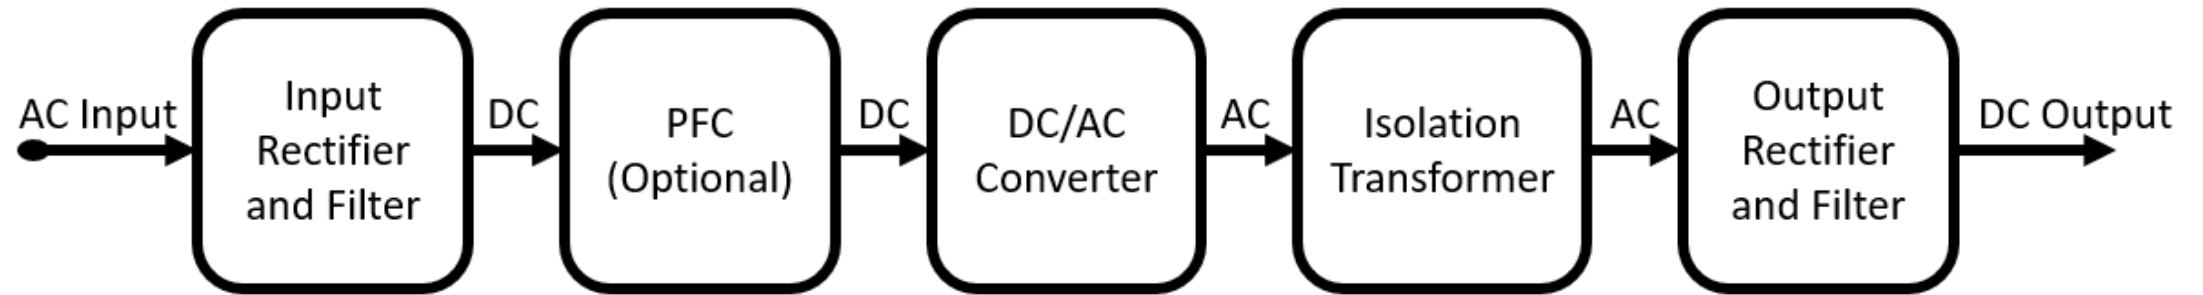 AC Input
Input
Rectifier
and Filter
DC
PFC
(Optional)
DC
DC/AC
Converter
AC
Isolation
Transformer
AC
Output
Rectifier
and Filter
DC Output